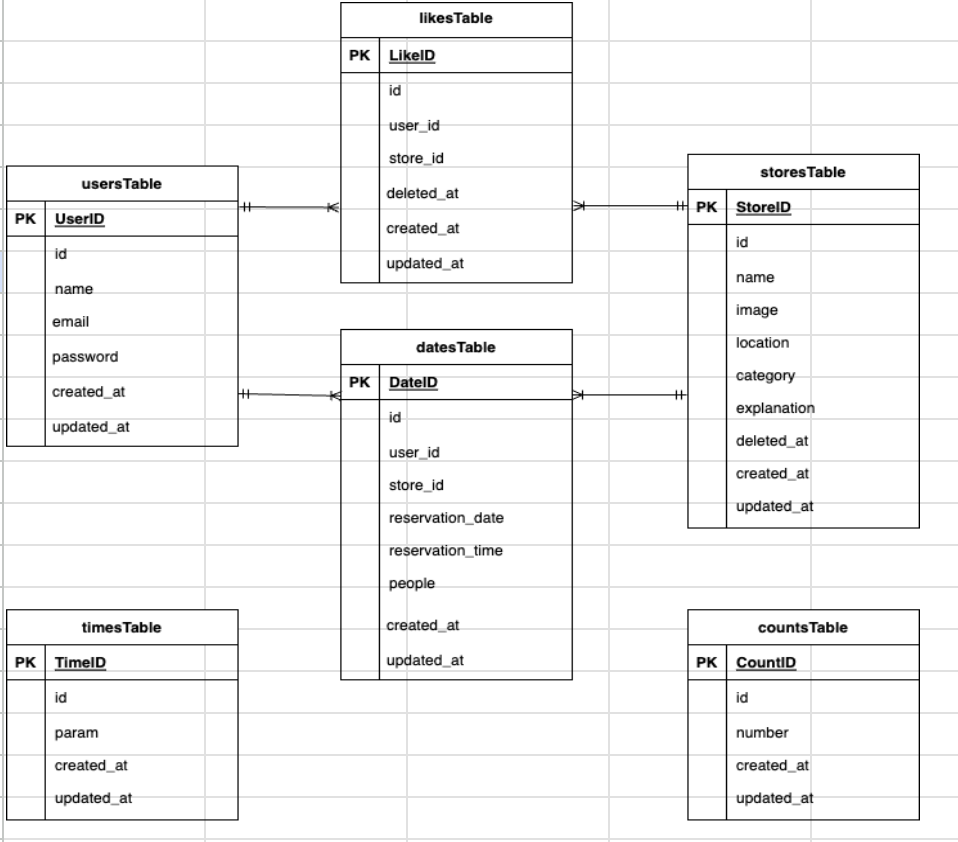 likesTable
PK LikeID
id
user_id
store_id
deleted_at
created_at
updated_at
usersTable
PK UserID
id
name
email
password
created_at
updated_at
storesTable
PK StoreID
id
name
image
location
category
explanation
deleted_at
created_at
updated_at
datesTable
PK DateID
id
user_id
store_id
reservation_date
reservation_time
people
created_at
updated_at
timesTable
PK TimeID
id
param
created_at
updated_at
countsTable
PK CountID
id
number
created_at
updated_at